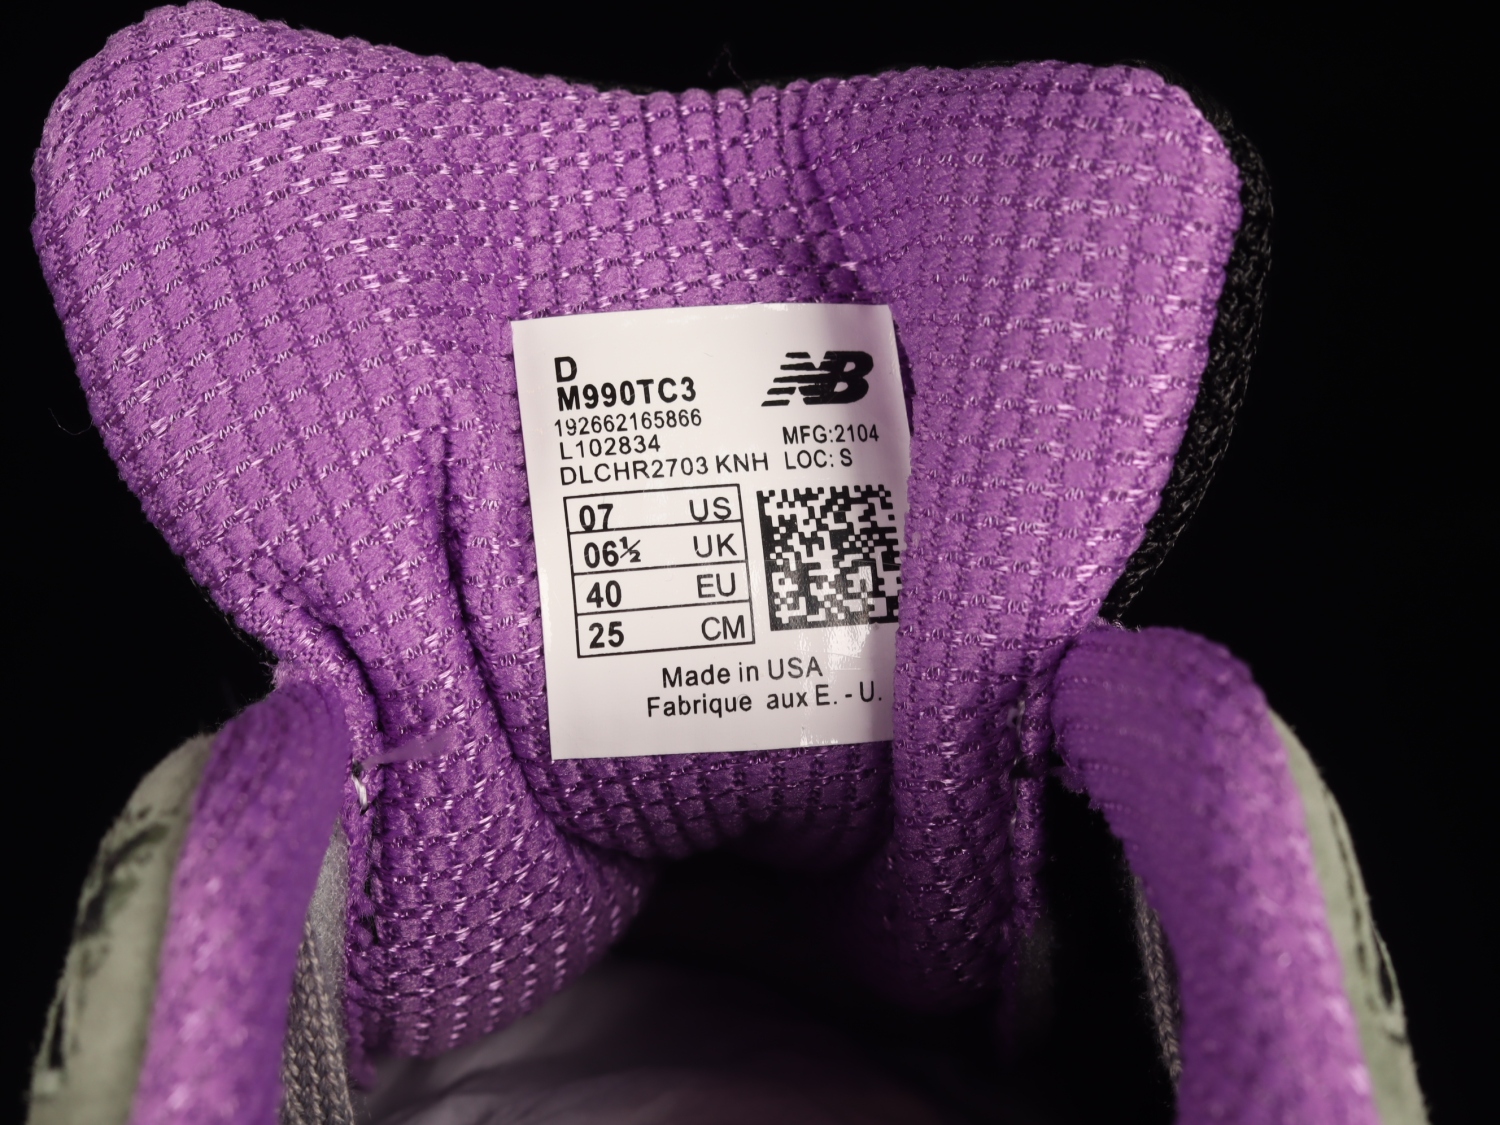 D
NB
M990TC3
192662165866
L102834
MFG:2104
DLCHR2703 KNH
LOC: S
07 US
06½ UK
40 EU
25 CM
Made in USA
Fabrique aux E. - U.